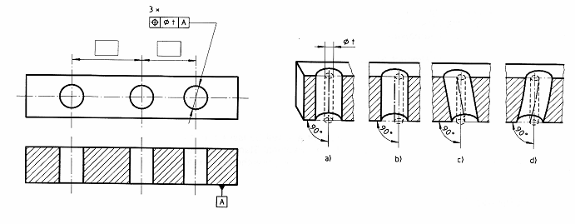 3 ×
⌖ ⌀ t A
A
⌀ t
90°
90°
90°
90°
a)
b)
c)
d)